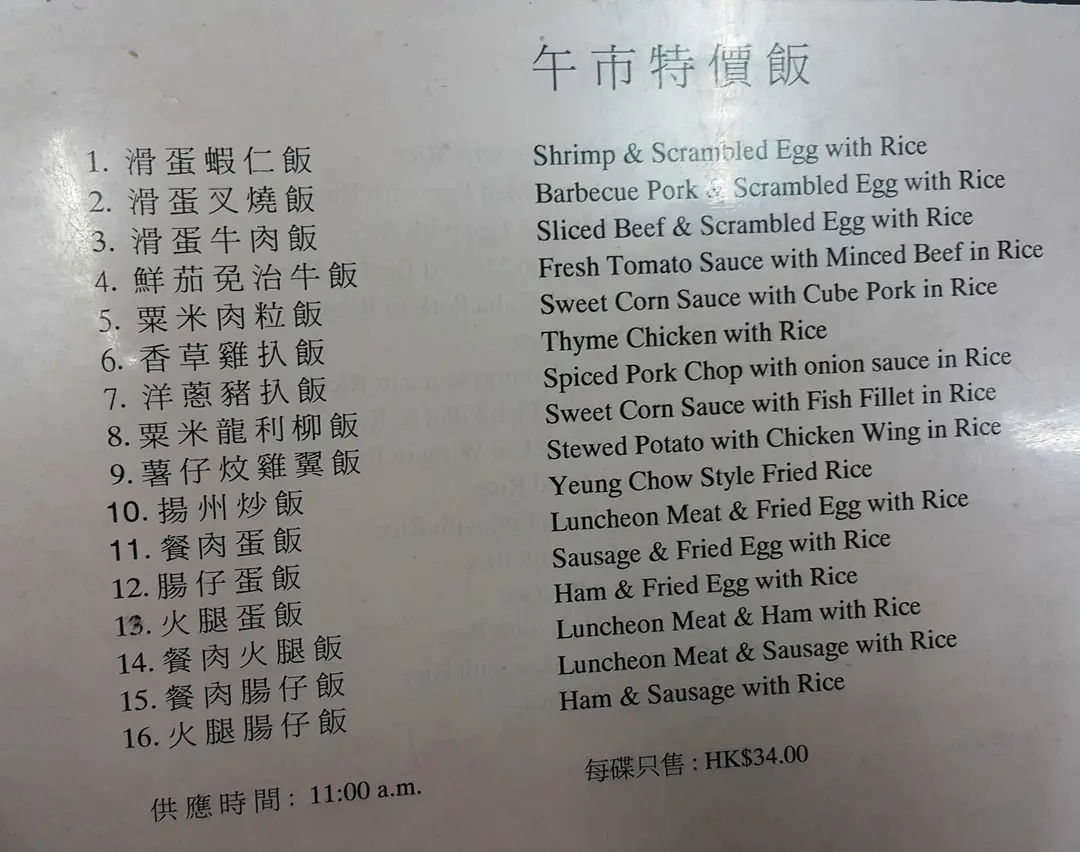 午市特價飯
1. 滑蛋蝦仁飯 Shrimp & Scrambled Egg with Rice
2. 滑蛋叉燒飯 Barbecue Pork & Scrambled Egg with Rice
3. 滑蛋牛肉飯 Sliced Beef & Scrambled Egg with Rice
4. 鮮茄免治牛飯 Fresh Tomato Sauce with Minced Beef in Rice
5. 粟米肉粒飯 Sweet Corn Sauce with Cube Pork in Rice
6. 香草雞扒飯 Thyme Chicken with Rice
7. 洋蔥豬扒飯 Spiced Pork Chop with onion sauce in Rice
8. 粟米龍利柳飯 Sweet Corn Sauce with Fish Fillet in Rice
9. 薯仔炆雞翼飯 Stewed Potato with Chicken Wing in Rice
10. 揚州炒飯 Yeung Chow Style Fried Rice
11. 餐肉蛋飯 Luncheon Meat & Fried Egg with Rice
12. 腸仔蛋飯 Sausage & Fried Egg with Rice
13. 火腿蛋飯 Ham & Fried Egg with Rice
14. 餐肉火腿飯 Luncheon Meat & Ham with Rice
15. 餐肉腸仔飯 Luncheon Meat & Sausage with Rice
16. 火腿腸仔飯 Ham & Sausage with Rice
供應時間: 11:00 a.m. 每碟只售 : HK$34.00